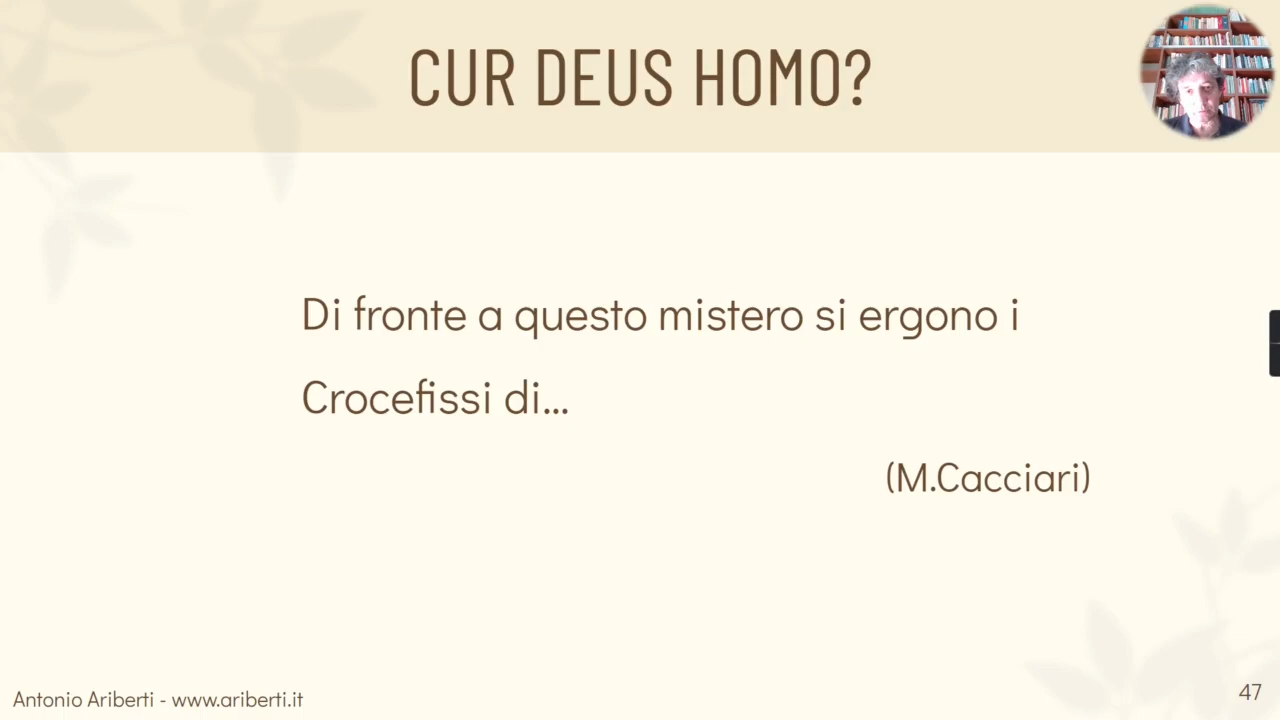 CUR DEUS HOMO?
Di fronte a questo mistero si ergono i
Crocefissi di...
(M.Cacciari)
Antonio Ariberti - www.ariberti.it
47